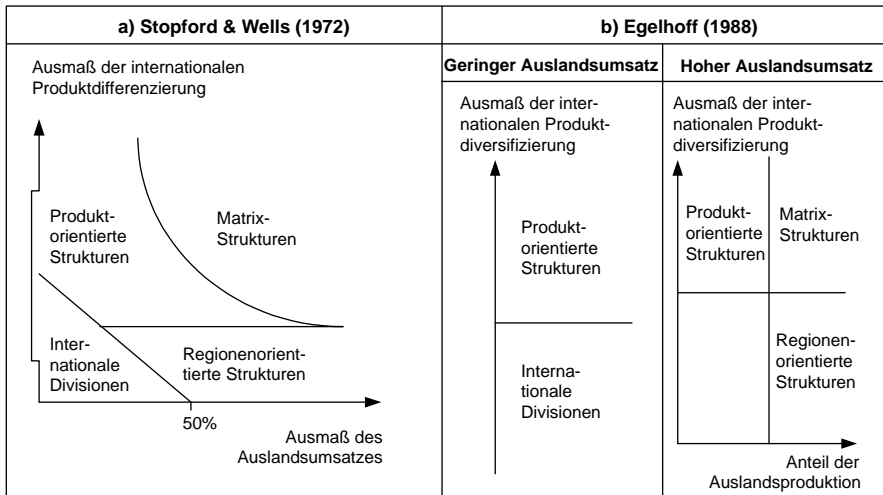 a) Stopford & Wells (1972)
Ausmaß der internationalen
Produktdifferenzierung
Produkt-
orientierte
Strukturen
Matrix-
Strukturen
Inter-
nationale
Divisionen
Regionenorient-
tierte Strukturen
50%
Ausmaß des
Auslandsumsatzes
b) Egelhoff (1988)
Geringer Auslandsumsatz
Ausmaß der inter-
nationalen Produkt-
diversifizierung
Produkt-
orientierte
Strukturen
Interna-
tionale
Divisionen
Hoher Auslandsumsatz
Ausmaß der inter-
nationalen Produkt-
diversifizierung
Produkt-
orientierte
Strukturen
Matrix-
Strukturen
Regionen-
orientierte
Strukturen
Anteil der
Auslandsproduktion